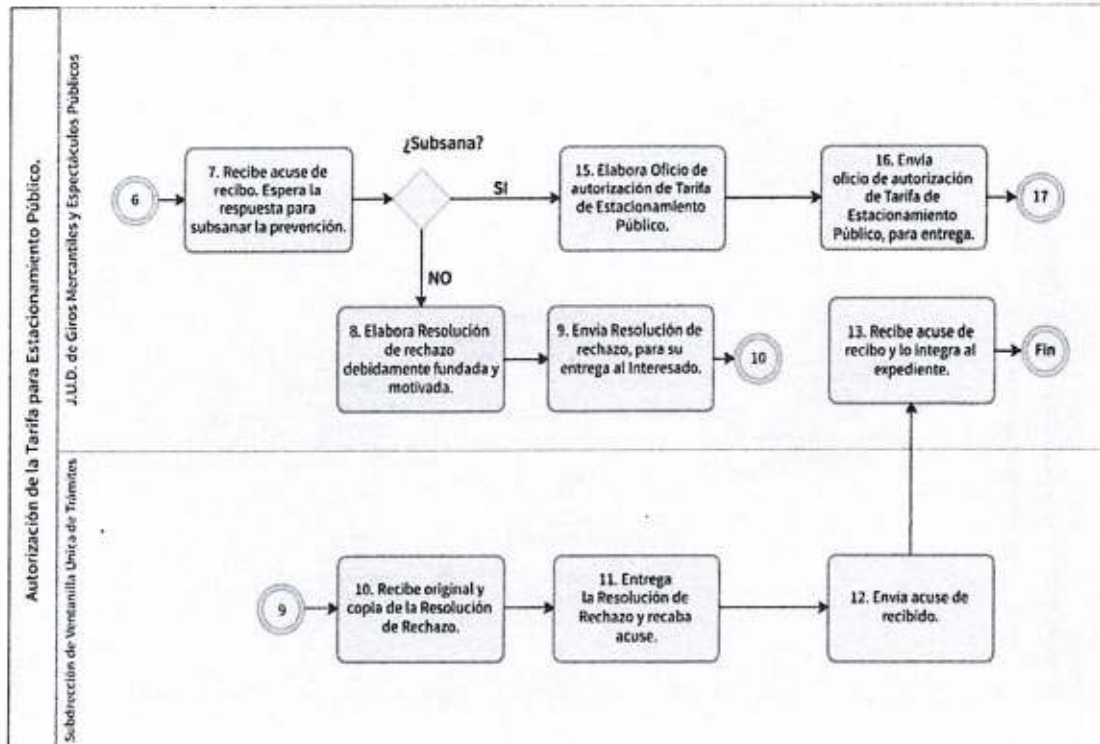 Autorización de la Tarifa para Estacionamiento Público.
J.U.D. de Giros Mercantiles y Espectáculos Públicos
6
7. Recibe acuse de
recibo. Espera la
respuesta para
subsanar la prevención.
¿Subsana?
SI
15. Elabora Oficio de
autorización de Tarifa
de Estacionamiento
Público.
16. Envía
oficio de autorización
de Tarifa de
Estacionamiento
Público, para entrega.
17
NO
8. Elabora Resolución
de rechazo
debidamente fundada y
motivada.
9. Envía Resolución de
rechazo, para su
entrega al Interesado.
10
13. Recibe acuse de
recibo y lo integra al
expediente.
Fin
Subdirección de Ventanilla Unica de Trámites
9
10. Recibe original y
copia de la Resolución
de Rechazo.
11. Entrega
la Resolución de
Rechazo y recaba
acuse.
12. Envía acuse de
recibido.